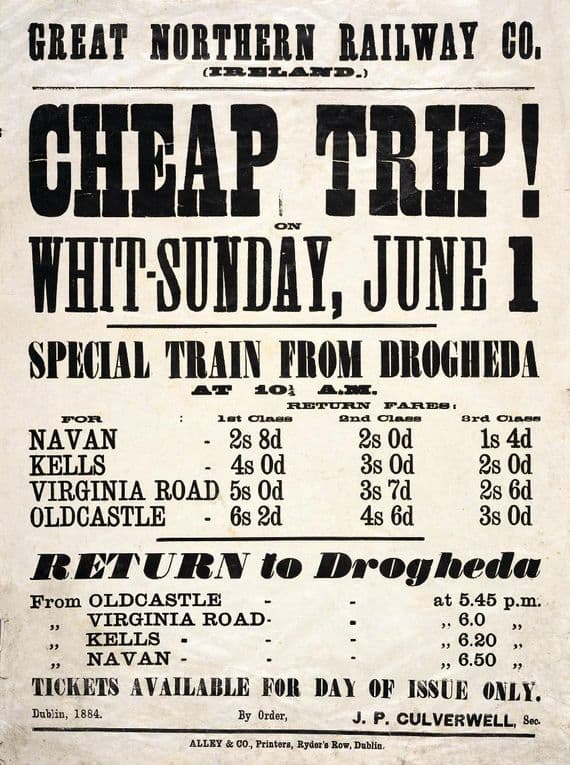 GREAT NORTHERN RAILWAY CO.
(IRELAND.)
CHEAP TRIP!
ON
WHIT-SUNDAY, JUNE 1
SPECIAL TRAIN FROM DROGHEDA
AT 10¼ A.M.
RETURN FARES:
FOR : 1st Class 2nd Class 3rd Class
NAVAN - 2s 8d 2s 0d 1s 4d
KELLS - 4s 0d 3s 0d 2s 0d
VIRGINIA ROAD 5s 0d 3s 7d 2s 6d
OLDCASTLE - 6s 2d 4s 6d 3s 0d
RETURN to Drogheda
From OLDCASTLE - - at 5.45 p.m.
„ VIRGINIA ROAD- - „ 6.0 „
„ KELLS - - - „ 6.20 „
„ NAVAN - - - „ 6.50 „
TICKETS AVAILABLE FOR DAY OF ISSUE ONLY.
Dublin, 1884. By Order, J. P. CULVERWELL, Sec.
ALLEY & CO., Printers, Ryder's Row, Dublin.